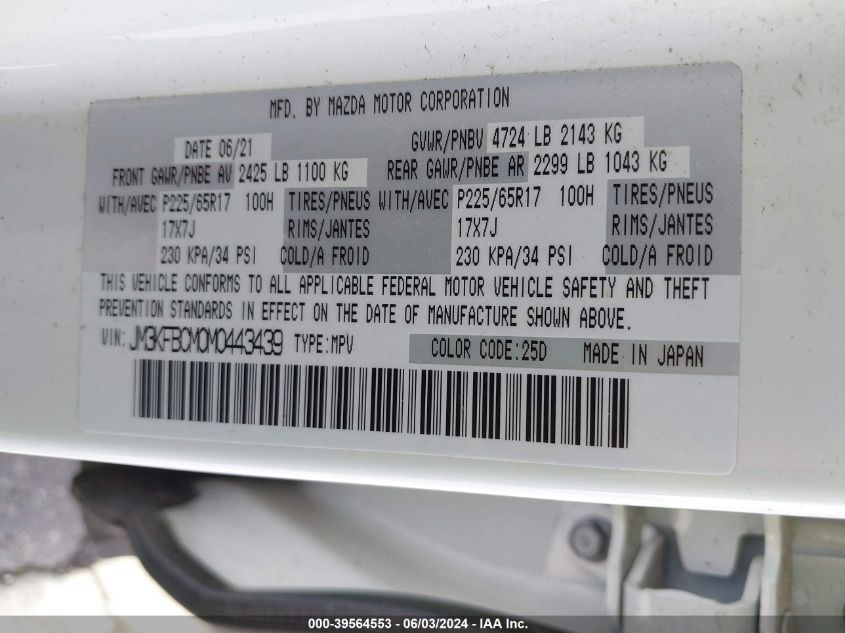 MFD. BY MAZDA MOTOR CORPORATION
DATE 06/21 GVWR/PNBV 4724 LB 2143 KG
FRONT GAWR/PNBE AV 2425 LB 1100 KG REAR GAWR/PNBE AR 2299 LB 1043 KG
WITH/AVEC P225/65R17 100H TIRES/PNEUS WITH/AVEC P225/65R17 100H TIRES/PNEUS
17X7J RIMS/JANTES 17X7J RIMS/JANTES
230 KPA/34 PSI COLD/A FROID 230 KPA/34 PSI COLD/A FROID
THIS VEHICLE CONFORMS TO ALL APPLICABLE FEDERAL MOTOR VEHICLE SAFETY AND THEFT
PREVENTION STANDARDS IN EFFECT ON THE DATE OF MANUFACTURE SHOWN ABOVE.
VIN: JM3KFBCM0M0443439 TYPE:MPV COLOR CODE:25D MADE IN JAPAN
000-39564553 - 06/03/2024 - IAA Inc.